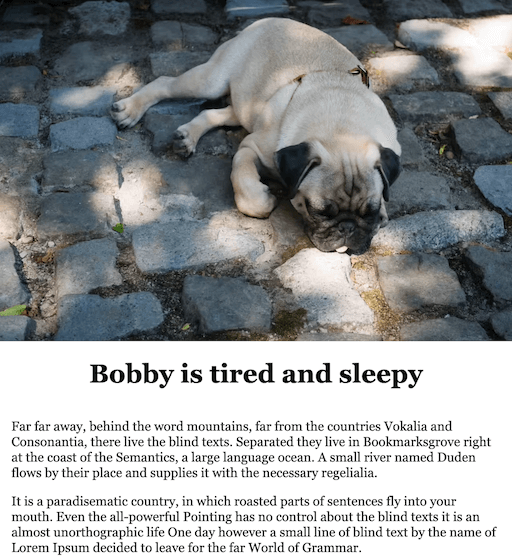 Bobby is tired and sleepy
Far far away, behind the word mountains, far from the countries Vokalia and
Consonantia, there live the blind texts. Separated they live in Bookmarksgrove right
at the coast of the Semantics, a large language ocean. A small river named Duden
flows by their place and supplies it with the necessary regelialia.
It is a paradisematic country, in which roasted parts of sentences fly into your
mouth. Even the all-powerful Pointing has no control about the blind texts it is an
almost unorthographic life One day however a small line of blind text by the name of
Lorem Ipsum decided to leave for the far World of Grammar.